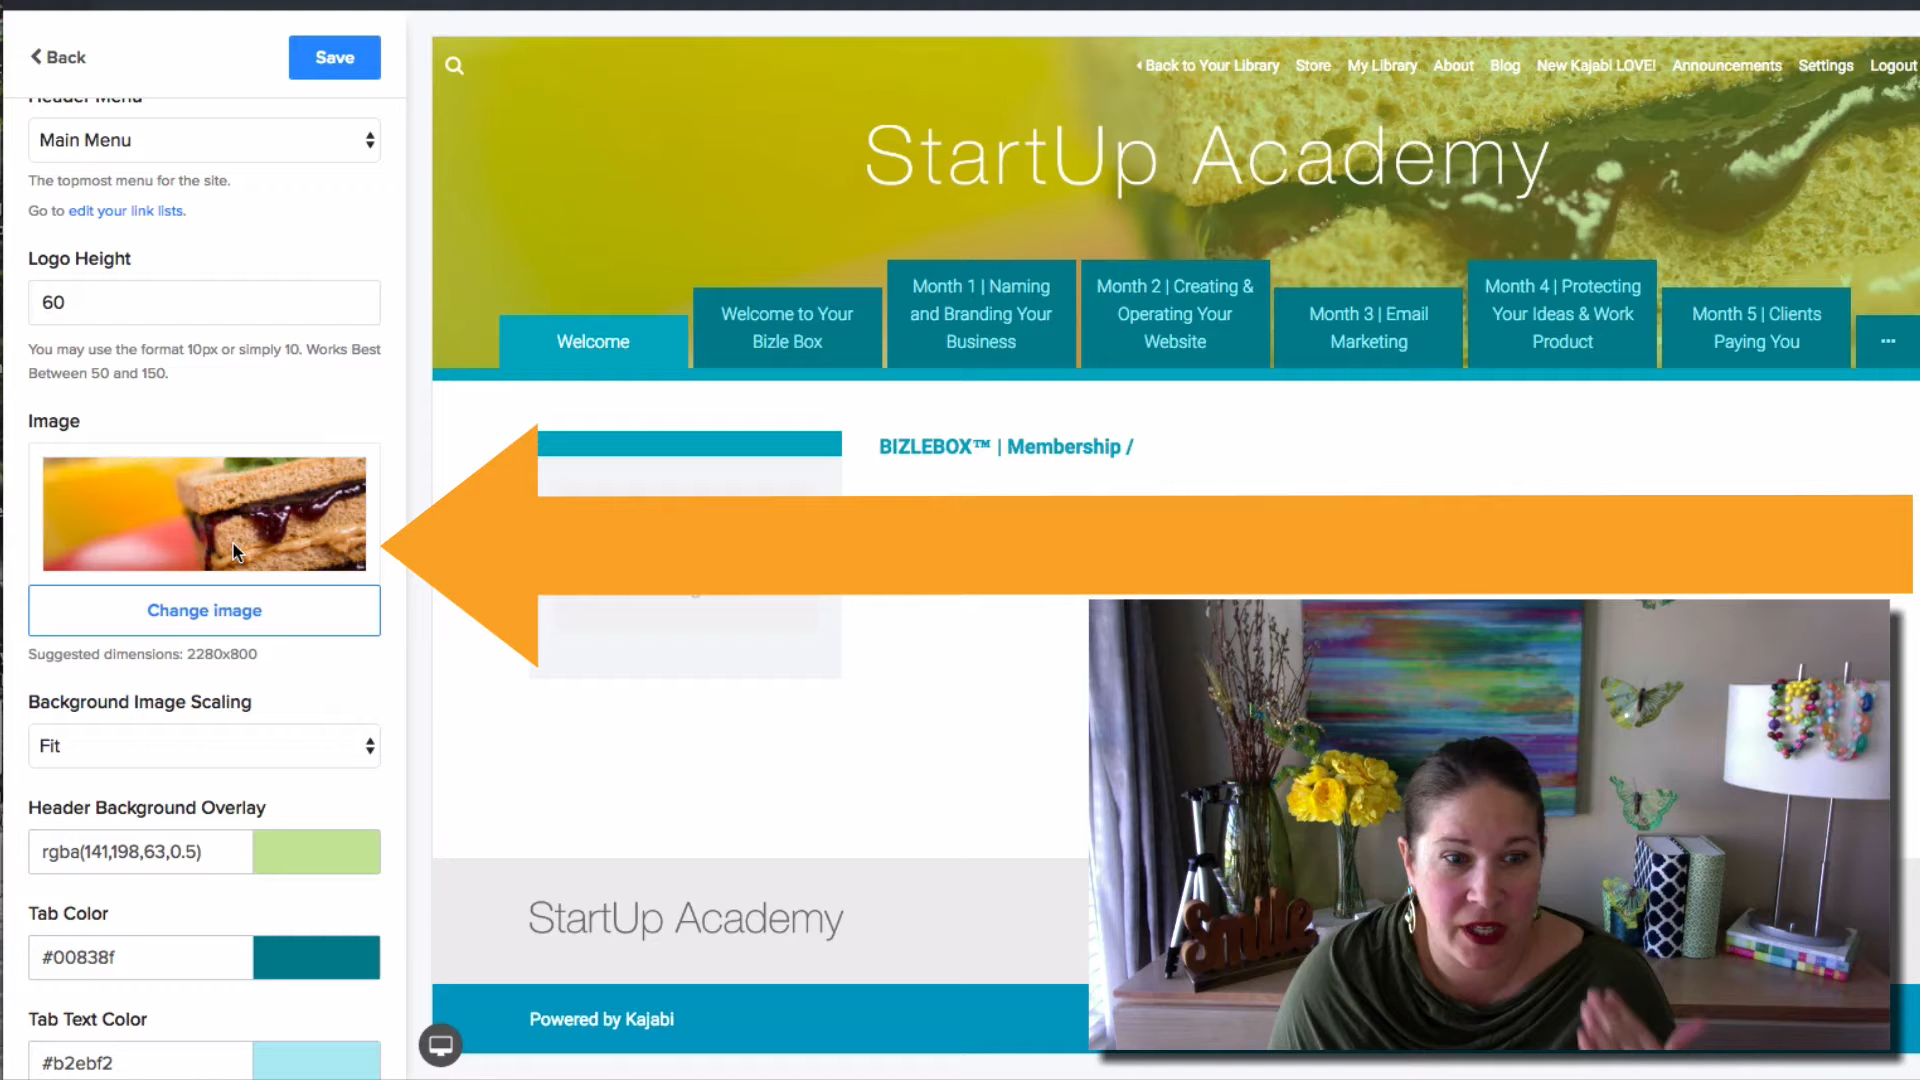 Back
Save
Header Menu
Main Menu
The topmost menu for the site.
Go to edit your link lists.
Logo Height
60
You may use the format 10px or simply 10. Works Best
Between 50 and 150.
Image
Change image
Suggested dimensions: 2280x800
Background Image Scaling
Fit
Header Background Overlay
rgba(141,198,63,0.5)
Tab Color
#00838f
Tab Text Color
#b2ebf2
Back to Your Library Store My Library About Blog New Kajabi LOVE! Announcements Settings Logout
StartUp Academy
Welcome
Welcome to Your
Bizle Box
Month 1 | Naming
and Branding Your
Business
Month 2 | Creating &
Operating Your
Website
Month 3 | Email
Marketing
Month 4 | Protecting
Your Ideas & Work
Product
Month 5 | Clients
Paying You
...
BIZLEBOX™ | Membership /
StartUp Academy
Powered by Kajabi
Smile